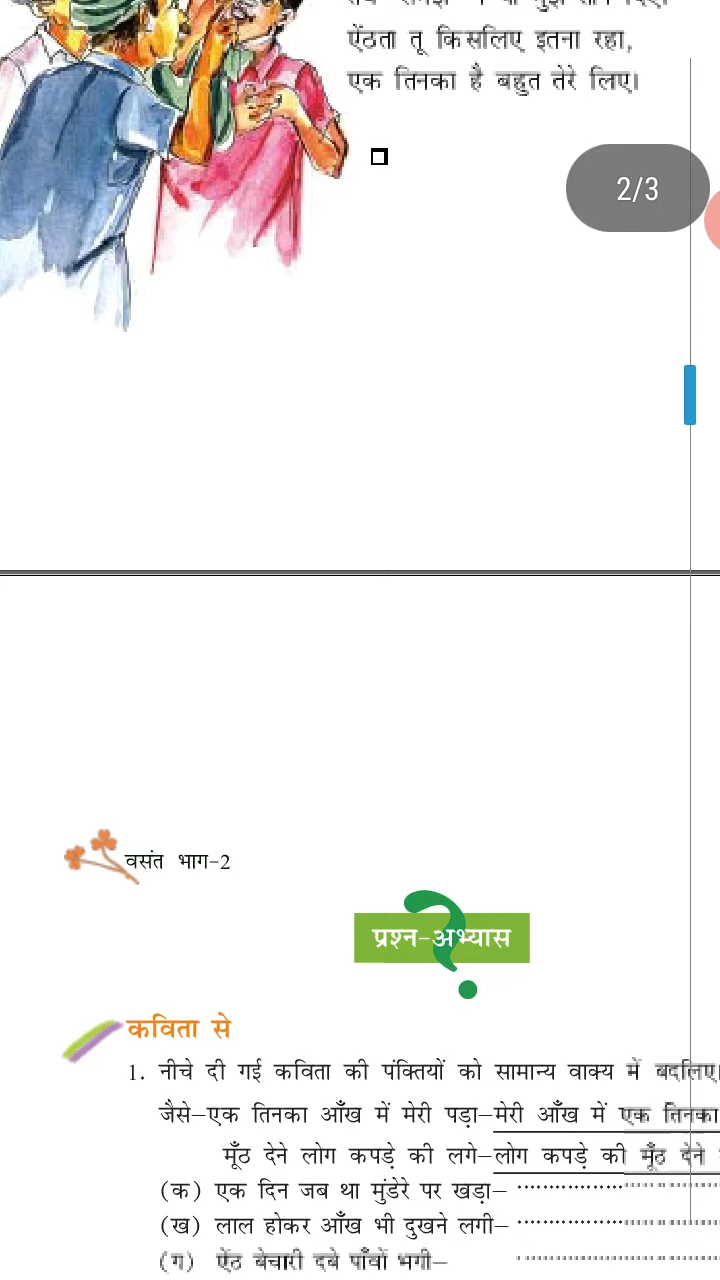 ऐंठता तू किसलिए इतना रहा,
एक तिनका है बहुत तेरे लिए।
2/3
वसंत भाग-2
प्रश्न-अभ्यास
कविता से
1. नीचे दी गई कविता की पंक्तियों को सामान्य वाक्य में बदलिए।
जैसे–एक तिनका आँख में मेरी पड़ा–मेरी आँख में एक तिनका
मूँठ देने लोग कपड़े की लगे–लोग कपड़े की मूँठ देने
(क) एक दिन जब था मुंडेरे पर खड़ा– ..................
(ख) लाल होकर आँख भी दुखने लगी– ..................
(ग) ऐंठ बेचारी दबे पाँवों भगी– ..................